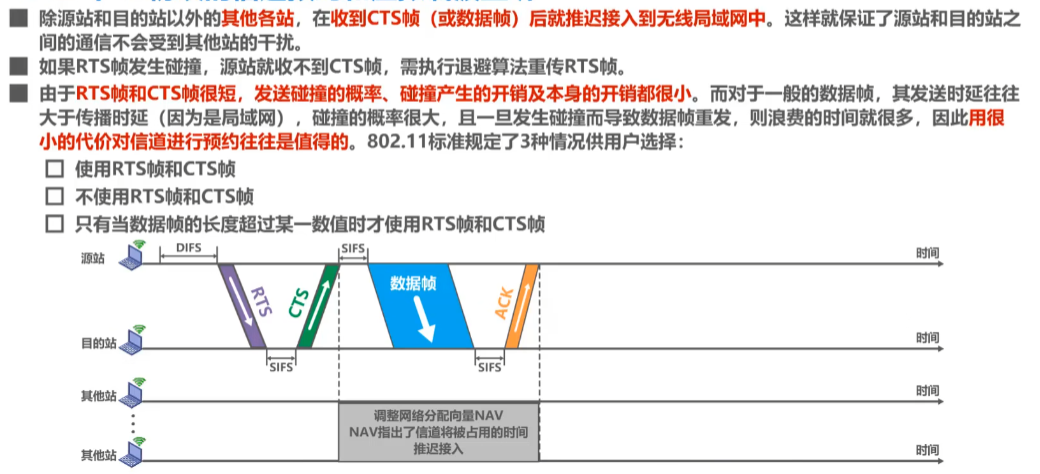 除源站和目的站以外的其他各站，在收到CTS帧（或数据帧）后就推迟接入到无线局域网中。这样就保证了源站和目的站之
间的通信不会受到其他站的干扰。
如果RTS帧发生碰撞，源站就收不到CTS帧，需执行退避算法重传RTS帧。
由于RTS帧和CTS帧很短，发送碰撞的概率、碰撞产生的开销及本身的开销都很小。而对于一般的数据帧，其发送时延往往
大于传播时延（因为是局域网），碰撞的概率很大，且一旦发生碰撞而导致数据帧重发，则浪费的时间就很多，因此用很
小的代价对信道进行预约往往是值得的。802.11标准规定了3种情况供用户选择：
使用RTS帧和CTS帧
不使用RTS帧和CTS帧
只有当数据帧的长度超过某一数值时才使用RTS帧和CTS帧
DIFS
SIFS
源站
时间
RTS
CTS
数据帧
ACK
目的站
时间
SIFS
SIFS
其他站
时间
调整网络分配向量NAV
NAV指出了信道将被占用的时间
推迟接入
其他站
时间